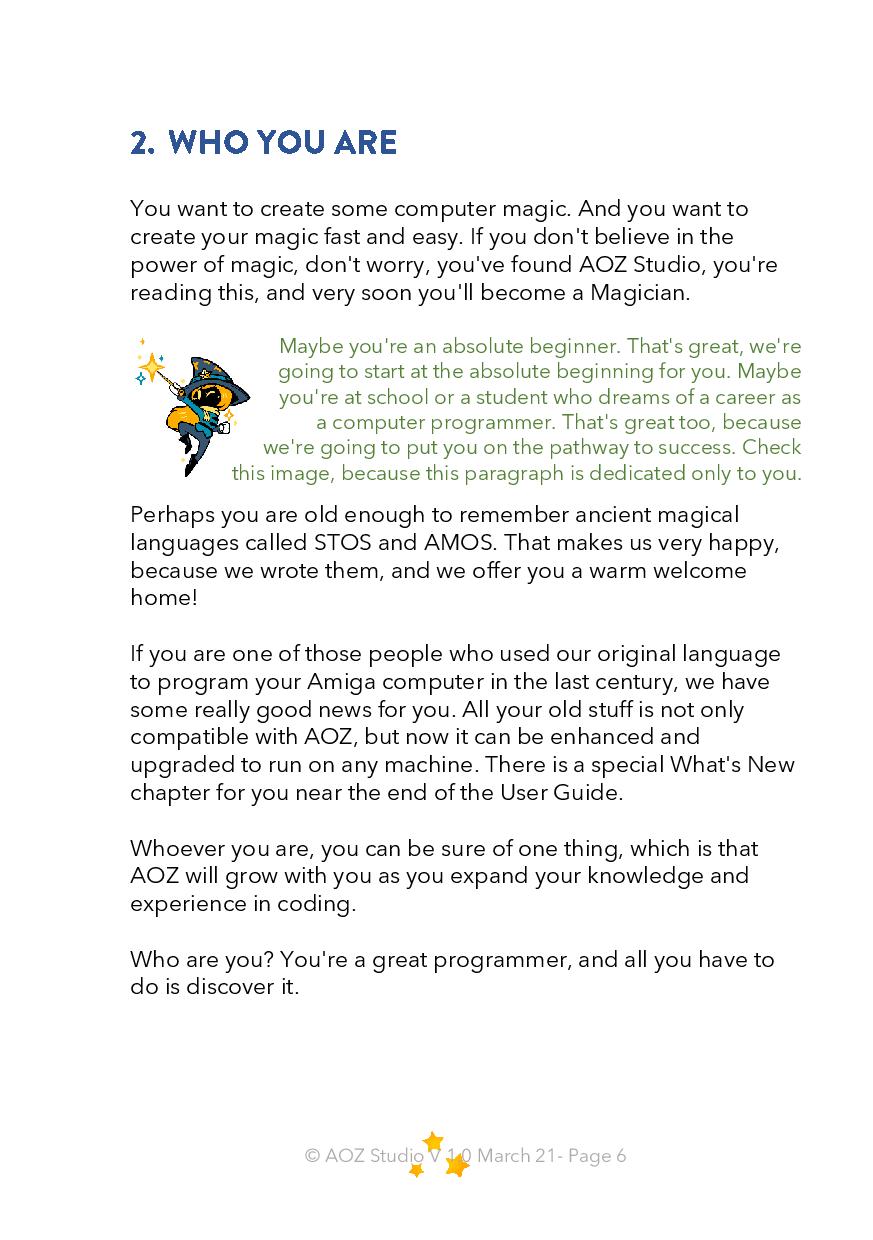 2. WHO YOU ARE
You want to create some computer magic. And you want to
create your magic fast and easy. If you don't believe in the
power of magic, don't worry, you've found AOZ Studio, you're
reading this, and very soon you'll become a Magician.
Maybe you're an absolute beginner. That's great, we're
going to start at the absolute beginning for you. Maybe
you're at school or a student who dreams of a career as
a computer programmer. That's great too, because
we're going to put you on the pathway to success. Check
this image, because this paragraph is dedicated only to you.
Perhaps you are old enough to remember ancient magical
languages called STOS and AMOS. That makes us very happy,
because we wrote them, and we offer you a warm welcome
home!
If you are one of those people who used our original language
to program your Amiga computer in the last century, we have
some really good news for you. All your old stuff is not only
compatible with AOZ, but now it can be enhanced and
upgraded to run on any machine. There is a special What's New
chapter for you near the end of the User Guide.
Whoever you are, you can be sure of one thing, which is that
AOZ will grow with you as you expand your knowledge and
experience in coding.
Who are you? You're a great programmer, and all you have to
do is discover it.
© AOZ Studio V 1.0 March 21- Page 6